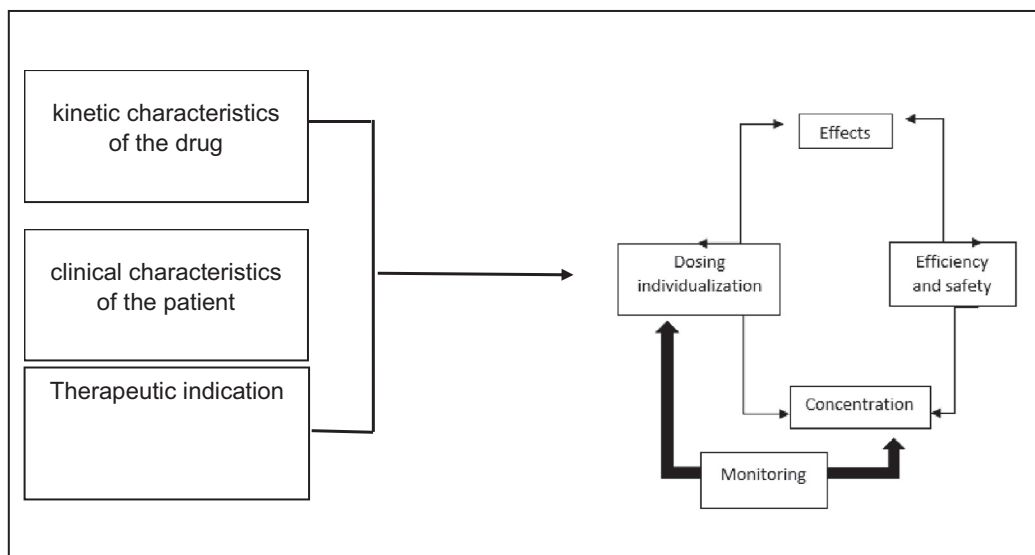 kinetic characteristics
of the drug
clinical characteristics
of the patient
Therapeutic indication
Effects
Dosing
individualization
Efficiency
and safety
Concentration
Monitoring